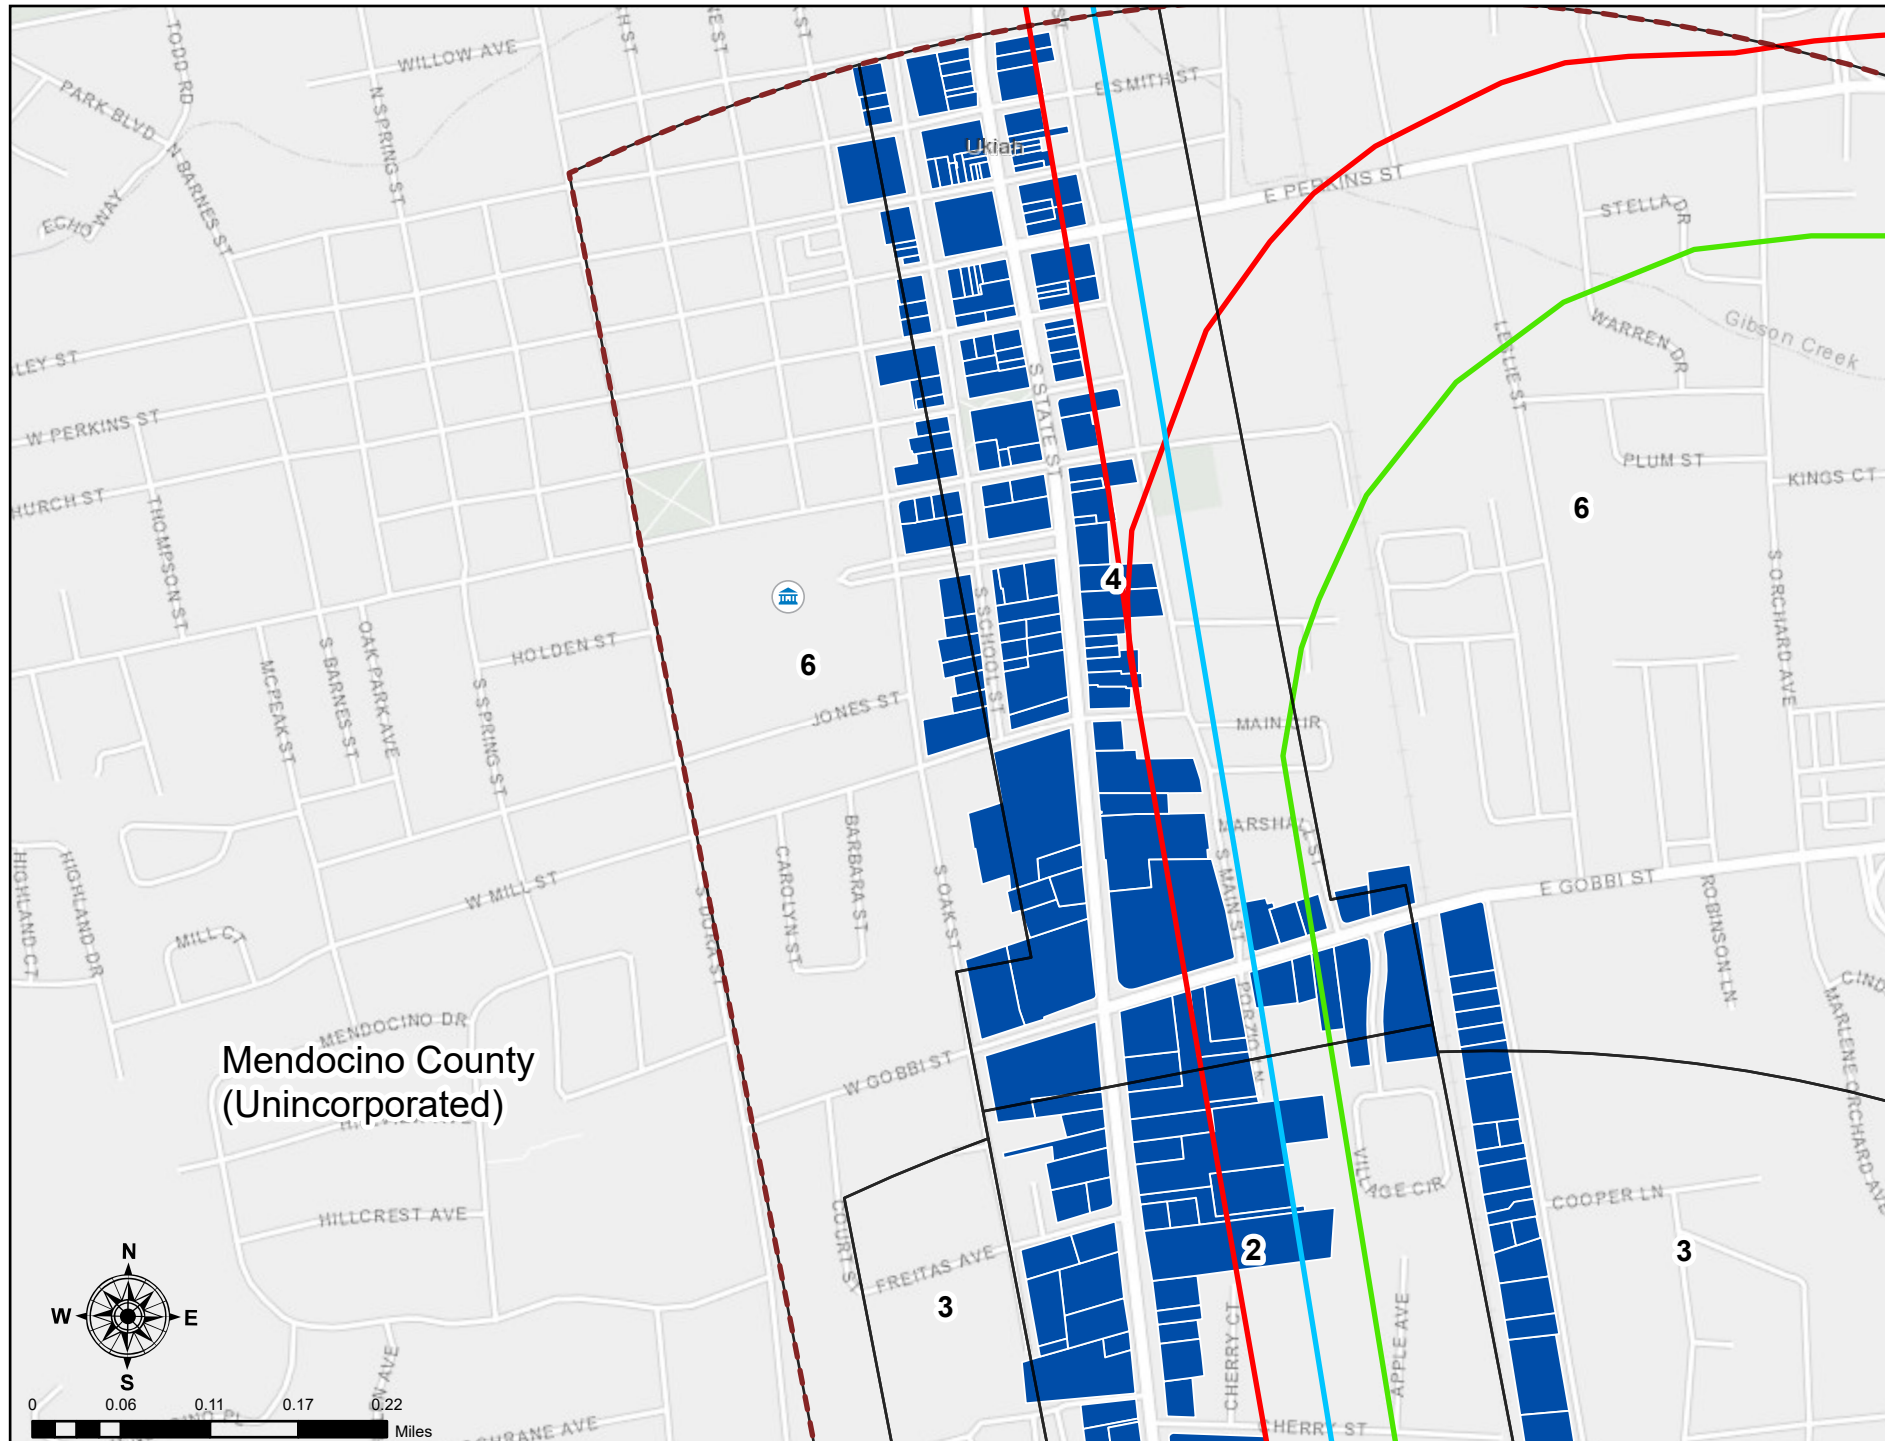 TODD RD
WILLOW AVE
PARK BLVD
N SPRING ST
N BARNES ST
ECHO WAY
E SMITH ST
Ukiah
E PERKINS ST
STELLA DR
WARREN DR
Gibson Creek
LESLIE ST
LEY ST
W PERKINS ST
S STATE ST
PLUM ST
KINGS CT
HURCH ST
THOMPSON ST
6
S ORCHARD AVE
4
S SCHOOL ST
HOLDEN ST
6
OAK PARK AVE
S BARNES ST
MCPEAK ST
S SPRING ST
JONES ST
MAIN CIR
MARSHALL ST
HIGHLAND CT
HIGHLAND DR
BARBARA ST
CAROLYN ST
S OAK ST
S MAIN ST
W MILL ST
S DORA ST
E GOBBI ST
ROBINSON LN
MILL CT
CIND
MARLENE ORCHARD AVE
PORZIO LN
MENDOCINO DR
Mendocino County
(Unincorporated)
W GOBBI ST
VILLAGE CIR
COOPER LN
HILLCREST AVE
COURT ST
FREITAS AVE
2
3
3
CHERRY CT
APPLE AVE
CHERRY ST
N
W
E
S
0
0.06
0.11
0.17
0.22
Miles